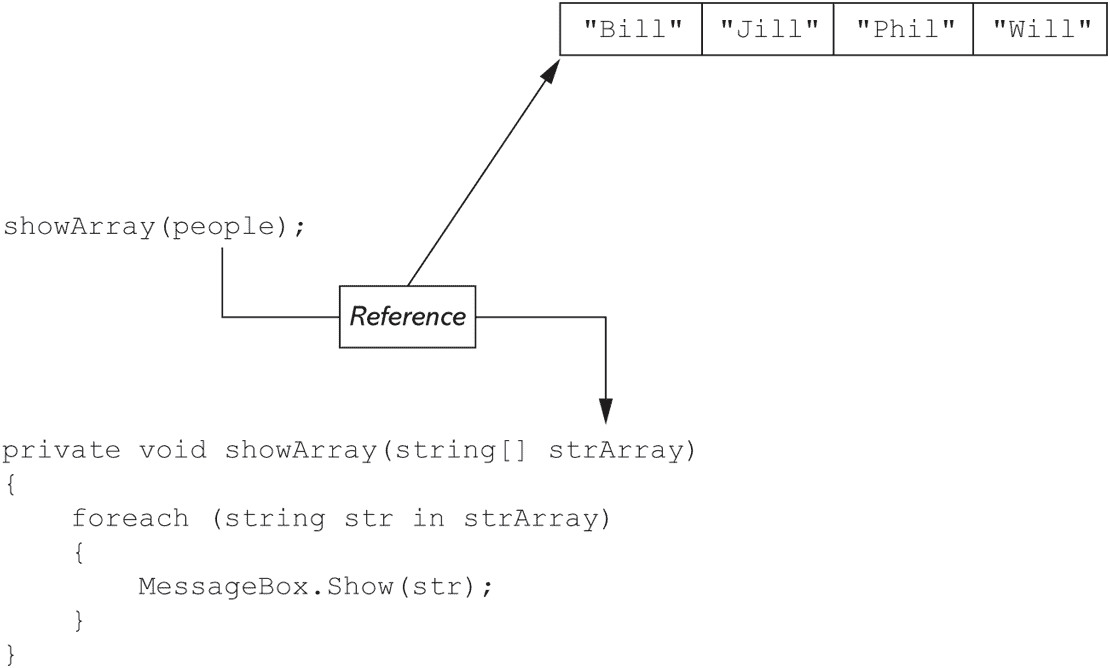 "Bill" "Jill" "Phil" "Will"
showArray(people);
Reference
private void showArray(string[] strArray)
{
    foreach (string str in strArray)
    {
        MessageBox.Show(str);
    }
}